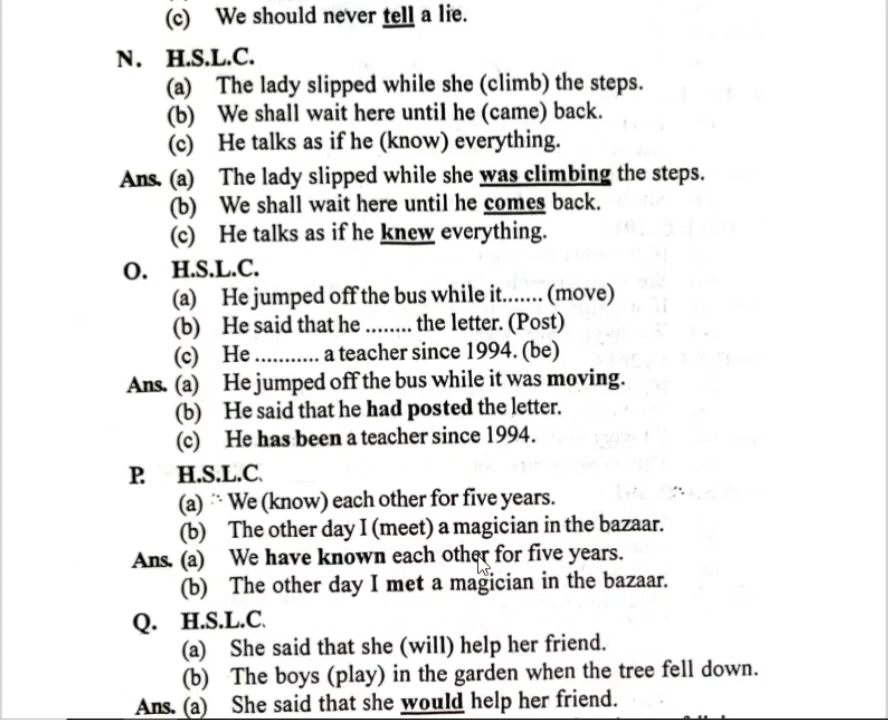 (c) We should never tell a lie.
N. H.S.L.C.
(a) The lady slipped while she (climb) the steps.
(b) We shall wait here until he (came) back.
(c) He talks as if he (know) everything.
Ans. (a) The lady slipped while she was climbing the steps.
(b) We shall wait here until he comes back.
(c) He talks as if he knew everything.
O. H.S.L.C.
(a) He jumped off the bus while it....... (move)
(b) He said that he ........ the letter. (Post)
(c) He ........... a teacher since 1994. (be)
Ans. (a) He jumped off the bus while it was moving.
(b) He said that he had posted the letter.
(c) He has been a teacher since 1994.
P. H.S.L.C.
(a) We (know) each other for five years.
(b) The other day I (meet) a magician in the bazaar.
Ans. (a) We have known each other for five years.
(b) The other day I met a magician in the bazaar.
Q. H.S.L.C.
(a) She said that she (will) help her friend.
(b) The boys (play) in the garden when the tree fell down.
Ans. (a) She said that she would help her friend.